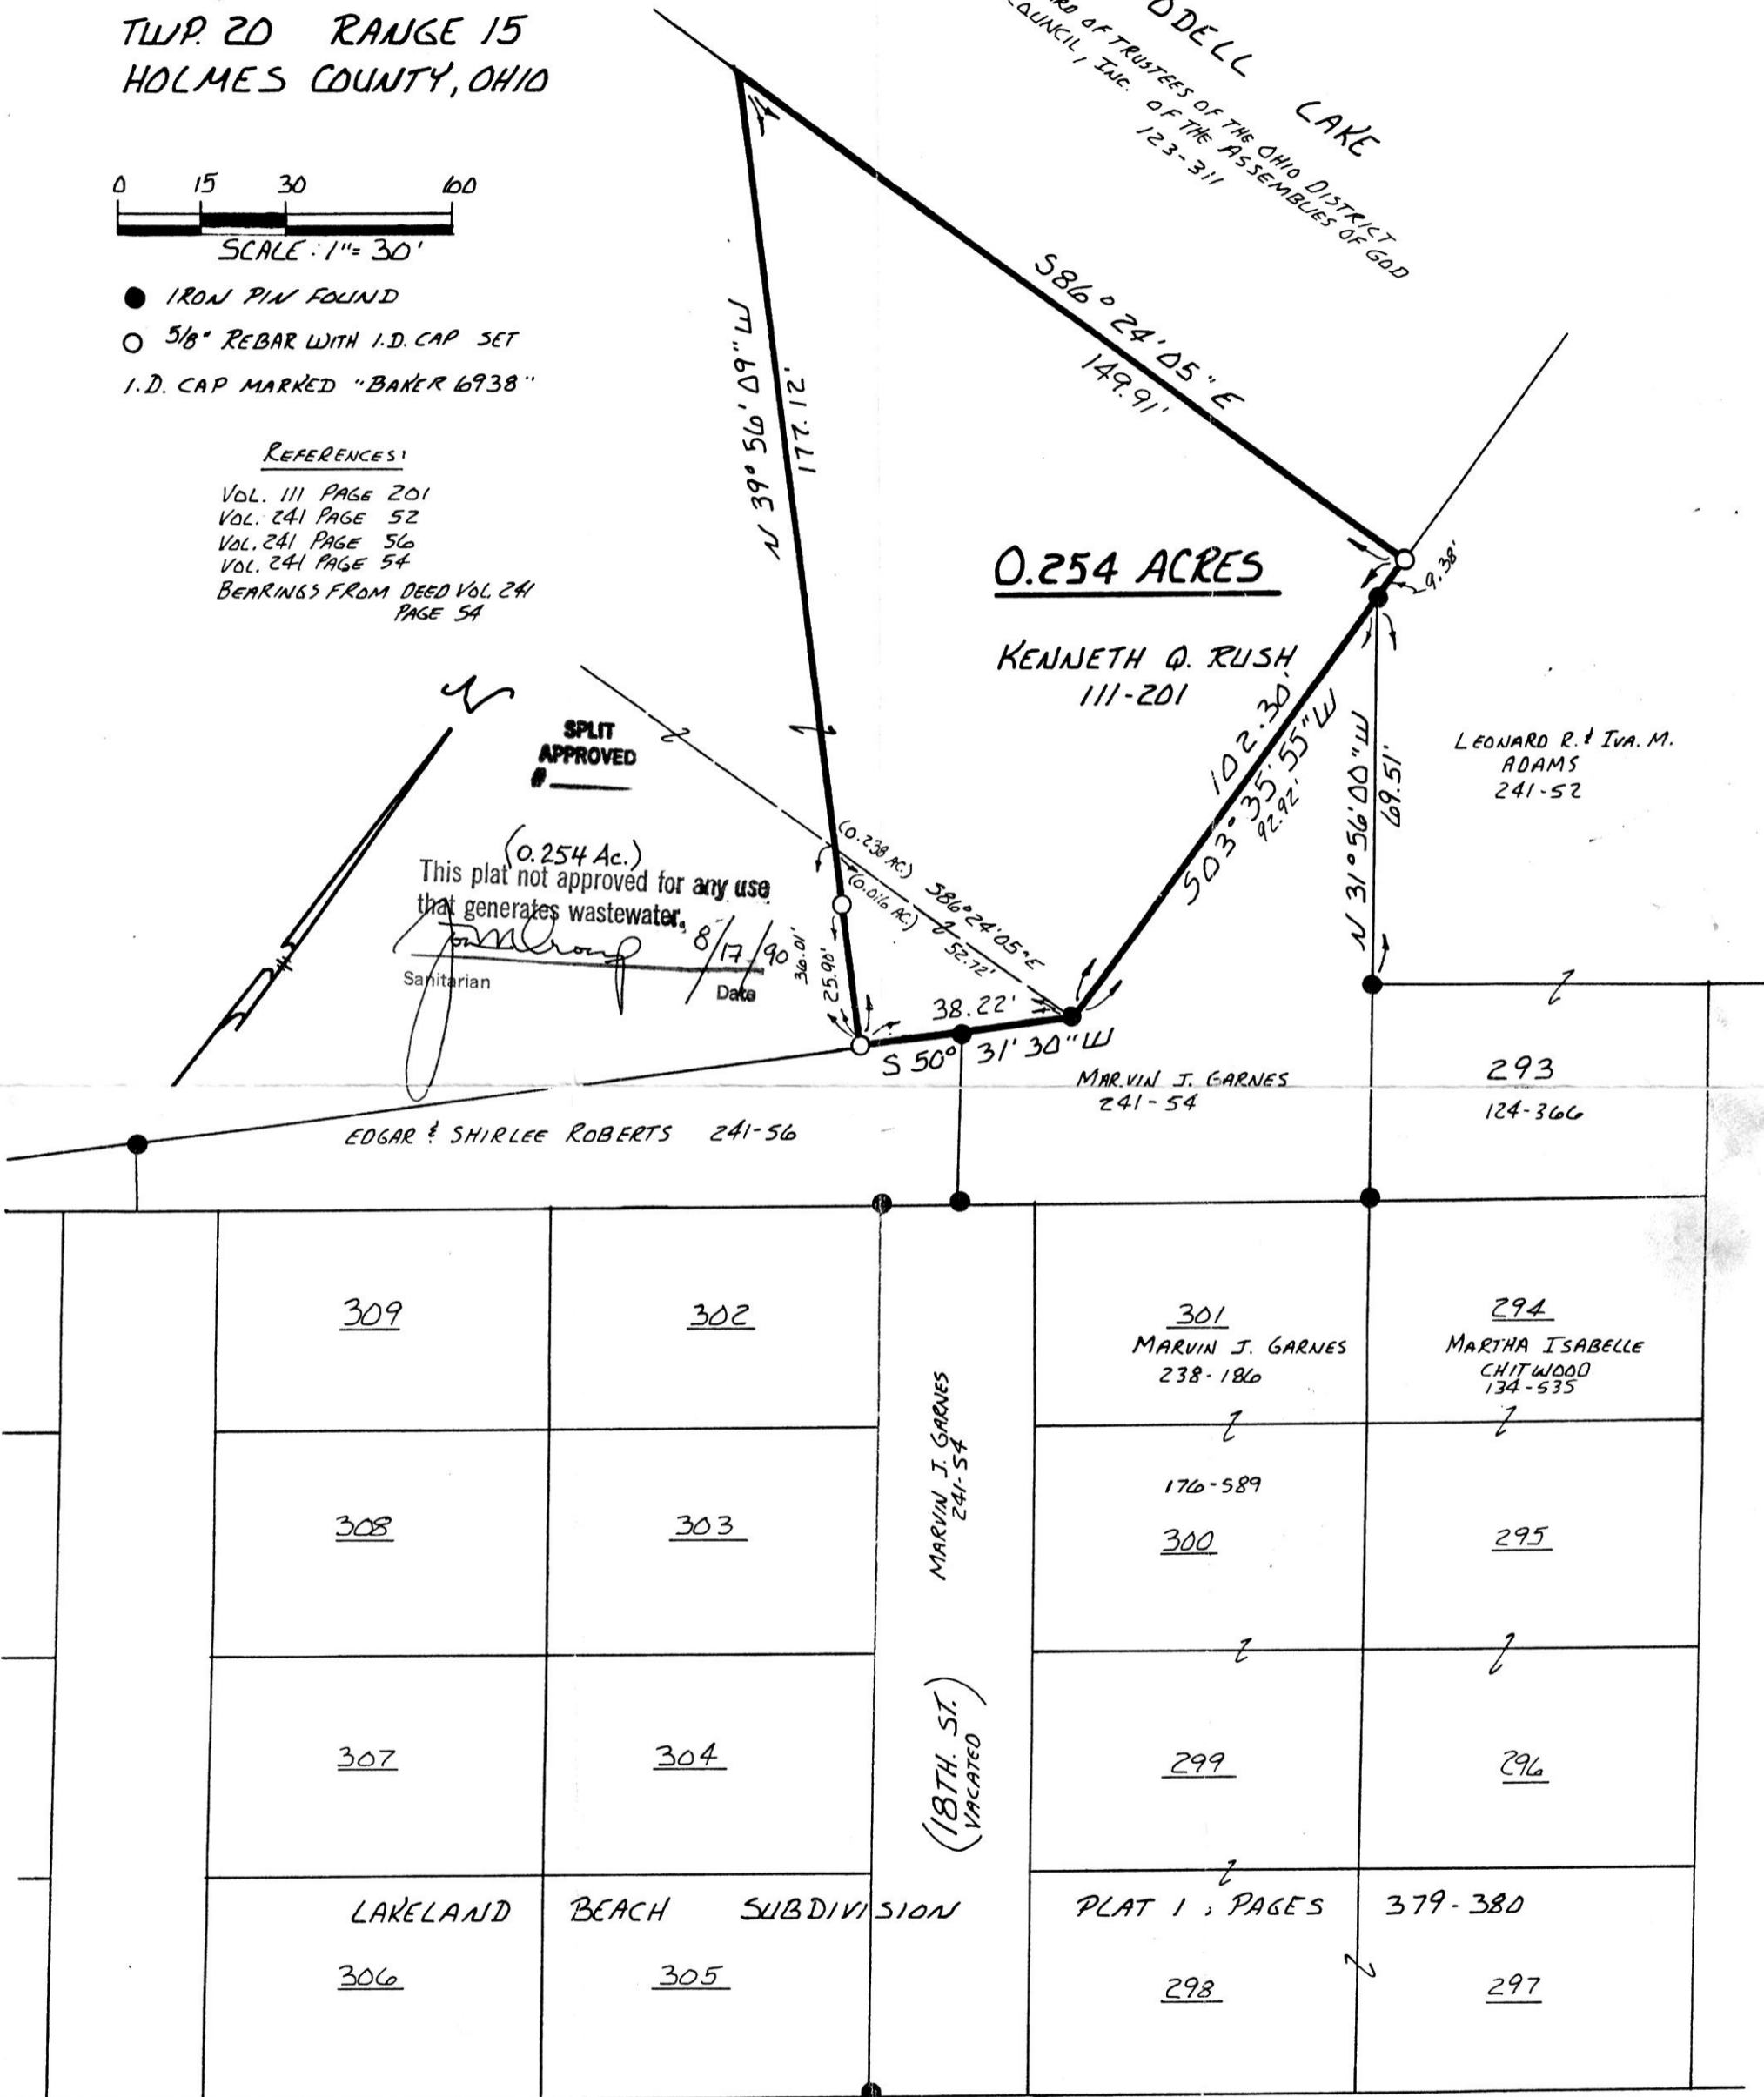 TWP. 20 RANGE 15
HOLMES COUNTY, OHIO
0 15 30 60
SCALE: 1"= 30'
IRON PIN FOUND
5/8" REBAR WITH I.D. CAP SET
I.D. CAP MARKED "BAKER 6938"
REFERENCES:
VOL. 111 PAGE 201
VOL. 241 PAGE 52
VOL. 241 PAGE 56
VOL. 241 PAGE 54
BEARINGS FROM DEED VOL. 241
PAGE 54
ODELL LAKE
OF TRUSTEES OF THE OHIO DISTRICT
COUNCIL, INC. OF THE ASSEMBLIES OF GOD
123-311
S86° 24' 05" E
149.91'
N 39° 56' 09" W
177.12'
0.254 ACRES
KENNETH Q. RUSH
111-201
9.38'
102.30'
S03° 35' 55" W
92.92'
N 31° 56' 00" W
69.51'
LEONARD R. & IVA. M.
ADAMS
241-52
N
SPLIT
APPROVED
#
(0.254 Ac.)
This plat not approved for any use
that generates wastewater.
8/17/90
Sanitarian
Date
(0.238 AC.)
(0.016 AC.)
S86° 24' 05" E
52.72'
36.01'
25.90'
38.22'
S 50° 31' 30" W
MARVIN J. GARNES
241-54
293
124-366
EDGAR & SHIRLEE ROBERTS 241-56
309
302
301
MARVIN J. GARNES
238-186
294
MARTHA ISABELLE
CHITWOOD
134-535
MARVIN J. GARNES
241-54
308
303
176-589
300
295
307
304
(18TH. ST.)
VACATED
299
296
LAKELAND BEACH SUBDIVISION PLAT 1, PAGES 379-380
306
305
298
297